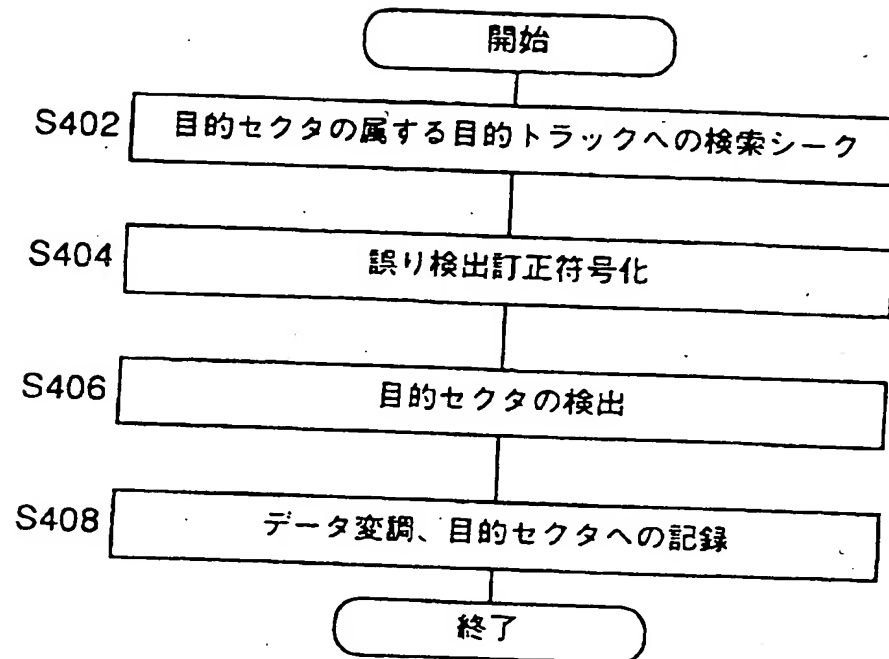 開始
S402 目的セクタの属する目的トラックへの検索シーク
S404 誤り検出訂正符号化
S406 目的セクタの検出
S408 データ変調、目的セクタへの記録
終了